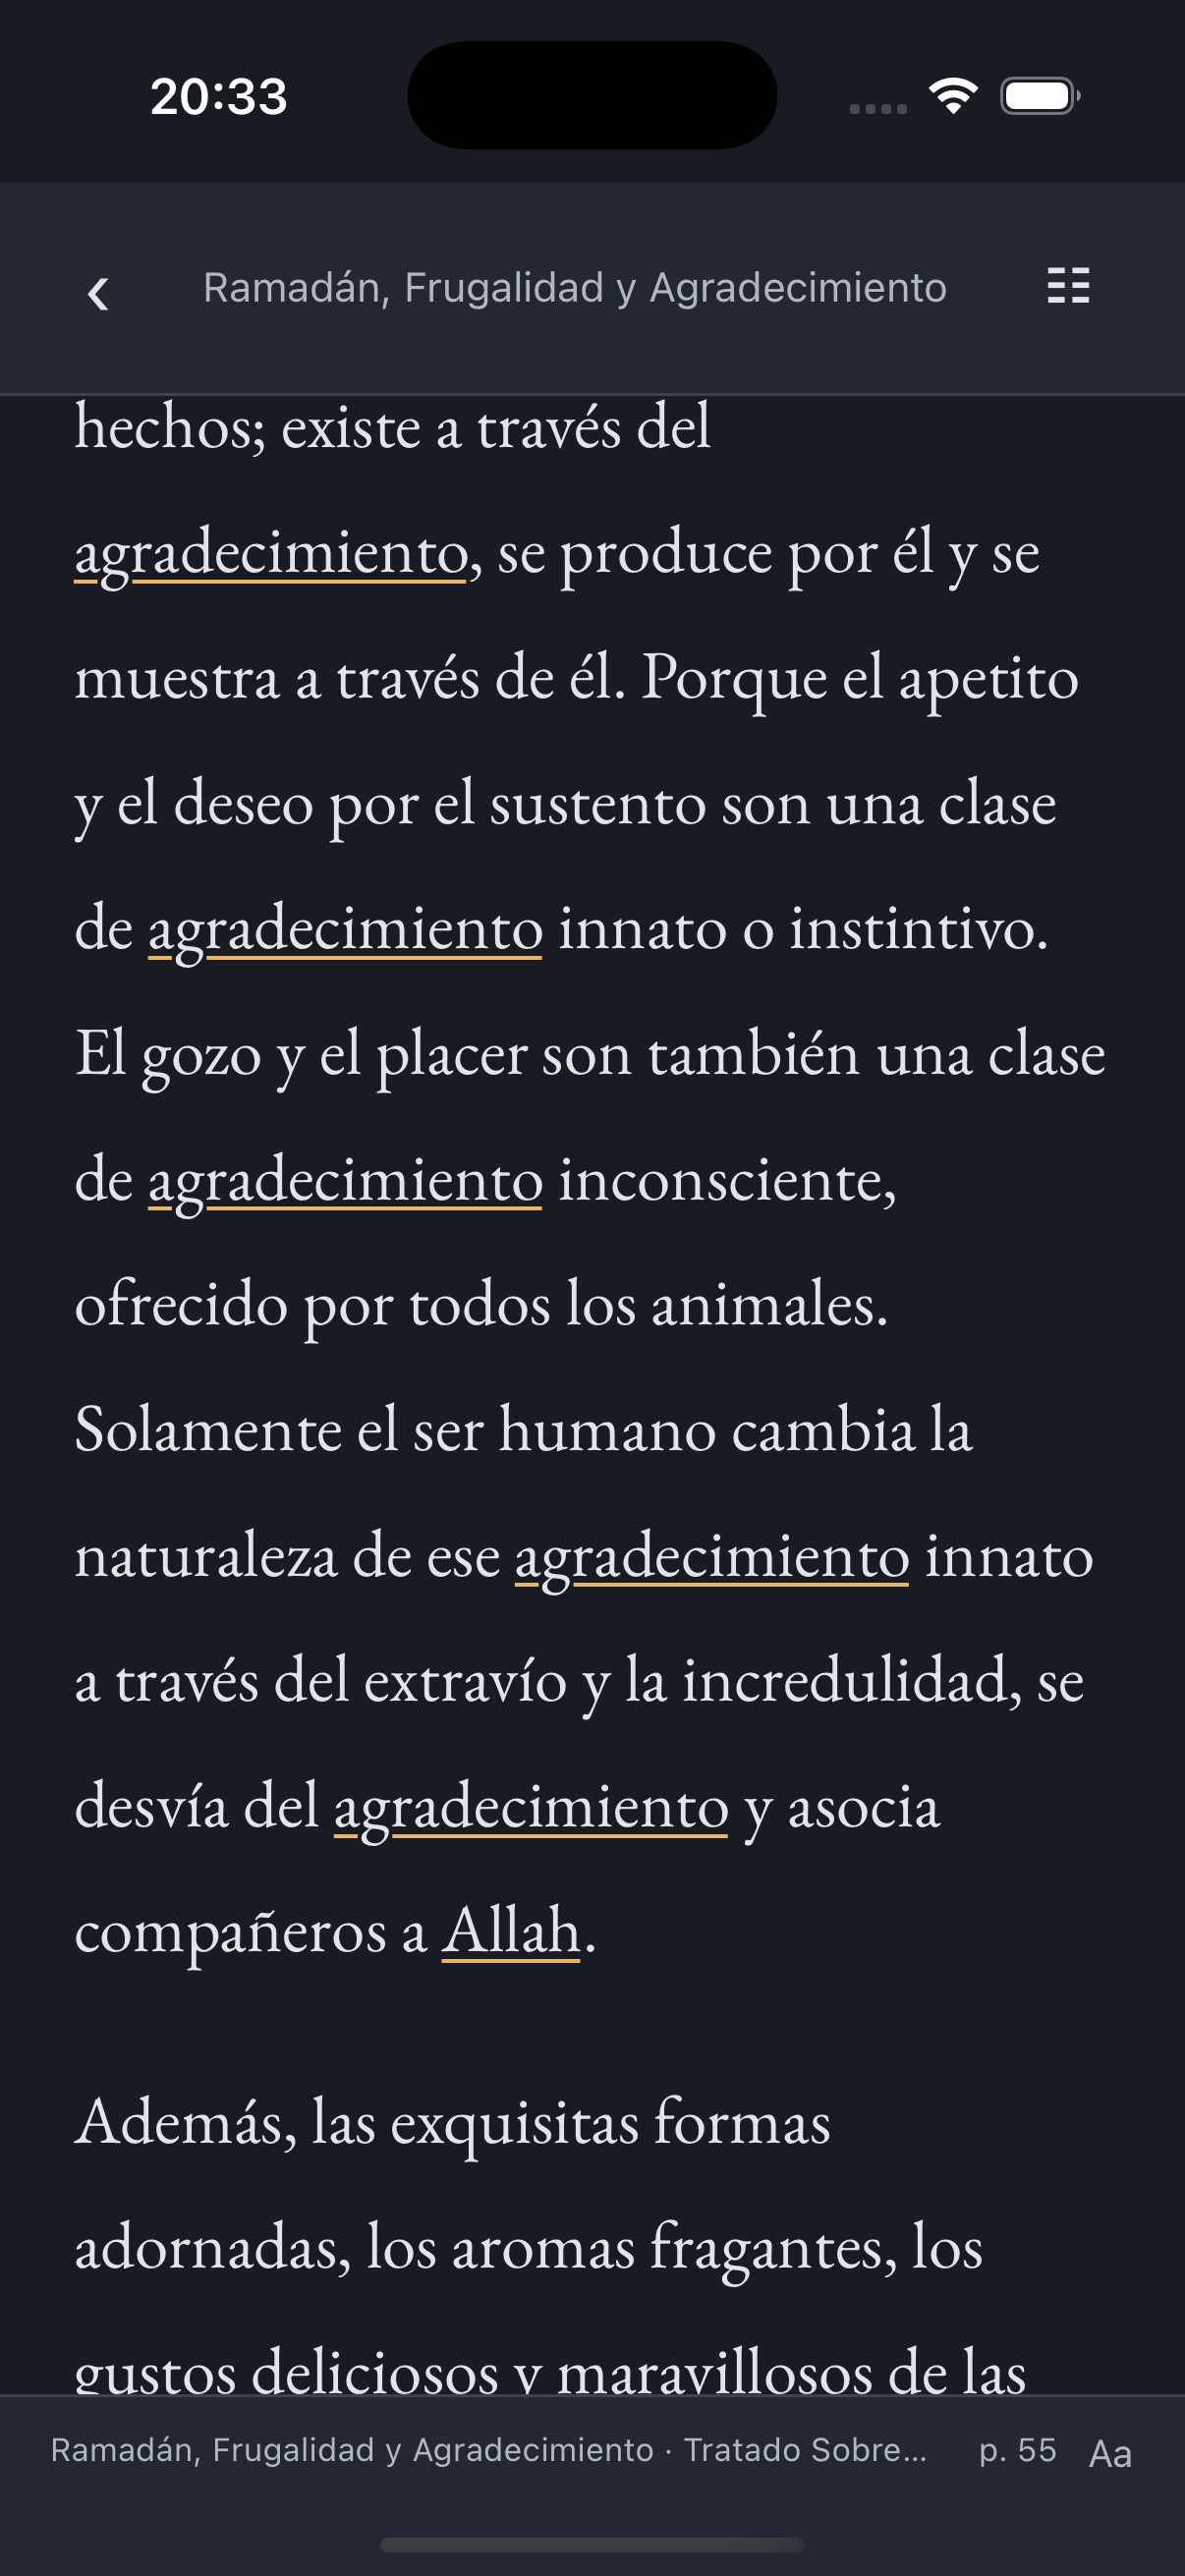 20:33
‹ Ramadán, Frugalidad y Agradecimiento
hechos; existe a través del
agradecimiento, se produce por él y se
muestra a través de él. Porque el apetito
y el deseo por el sustento son una clase
de agradecimiento innato o instintivo.
El gozo y el placer son también una clase
de agradecimiento inconsciente,
ofrecido por todos los animales.
Solamente el ser humano cambia la
naturaleza de ese agradecimiento innato
a través del extravío y la incredulidad, se
desvía del agradecimiento y asocia
compañeros a Allah.
Además, las exquisitas formas
adornadas, los aromas fragantes, los
gustos deliciosos y maravillosos de las
Ramadán, Frugalidad y Agradecimiento · Tratado Sobre... p. 55 Aa